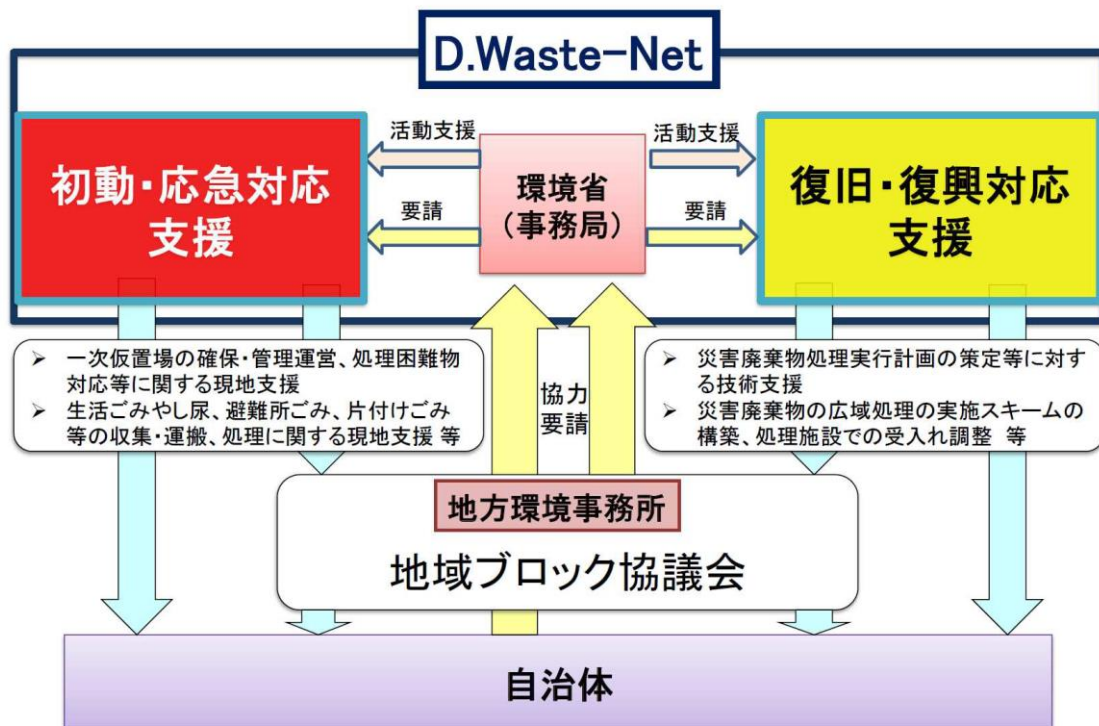 D.Waste-Net
初動・応急対応
支援
活動支援
要請
環境省
（事務局）
活動支援
要請
復旧・復興対応
支援
➢ 一次仮置場の確保・管理運営、処理困難物
対応等に関する現地支援
➢ 生活ごみやし尿、避難所ごみ、片付けごみ
等の収集・運搬、処理に関する現地支援 等
協力
要請
➢ 災害廃棄物処理実行計画の策定等に対す
る技術支援
➢ 災害廃棄物の広域処理の実施スキームの
構築、処理施設での受入れ調整 等
地方環境事務所
地域ブロック協議会
自治体